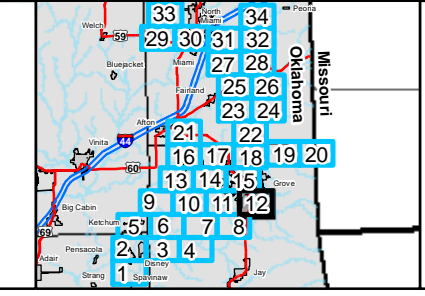 33
North
Miami
34
Peoria
Welch
59
29
30
31
32
Bluejacket
Miami
27
28
Oklahoma
Missouri
Fairland
25
26
23
24
Afton
21
22
44
Vinita
16
17
18
19
20
60
13
14
15
Grove
9
10
11
12
Big Cabin
Ketchum
5
6
7
8
69
Pensacola
2
3
4
Adair
Disney
Strang
1
Spavinaw
Jay